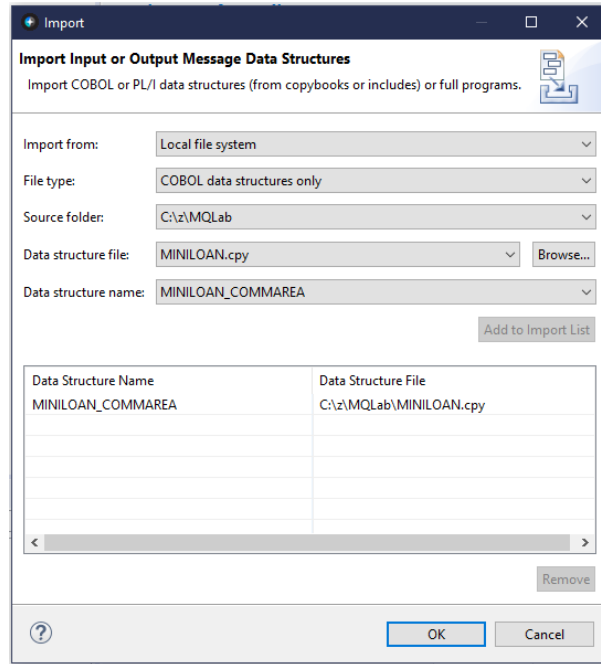 Import
Import Input or Output Message Data Structures
Import COBOL or PL/I data structures (from copybooks or includes) or full programs.
Import from: Local file system
File type: COBOL data structures only
Source folder: C:\z\MQLab
Data structure file: MINILOAN.cpy Browse...
Data structure name: MINILOAN_COMMAREA
Add to Import List
Data Structure Name Data Structure File
MINILOAN_COMMAREA C:\z\MQLab\MINILOAN.cpy
Remove
? OK Cancel